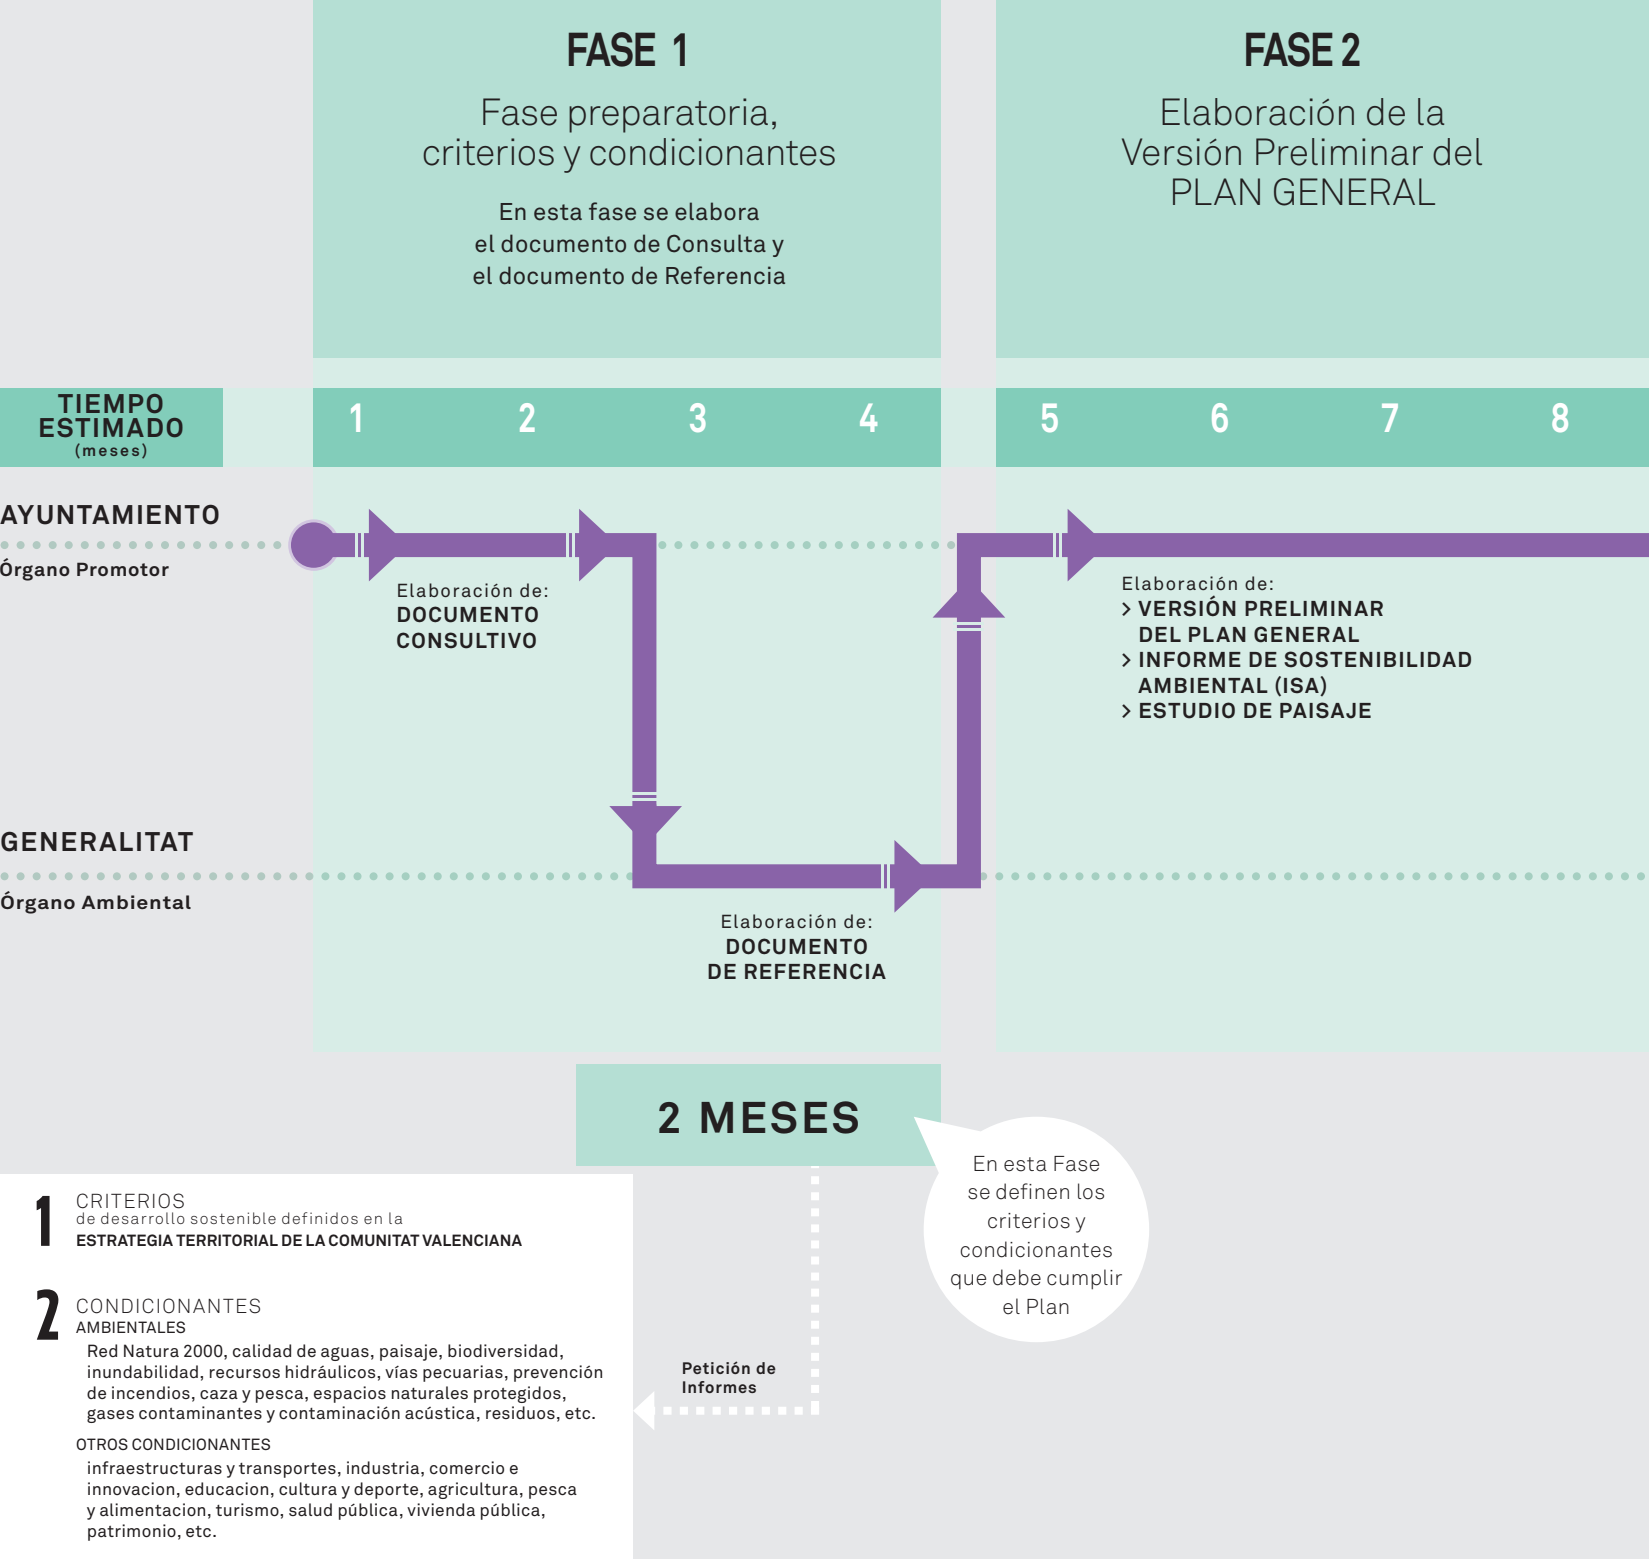 FASE 1
Fase preparatoria,
criterios y condicionantes
En esta fase se elabora
el documento de Consulta y
el documento de Referencia
FASE 2
Elaboración de la
Versión Preliminar del
PLAN GENERAL
TIEMPO
ESTIMADO
(meses)
1 2 3 4 5 6 7 8
AYUNTAMIENTO
Órgano Promotor
Elaboración de:
DOCUMENTO
CONSULTIVO
Elaboración de:
> VERSIÓN PRELIMINAR
DEL PLAN GENERAL
> INFORME DE SOSTENIBILIDAD
AMBIENTAL (ISA)
> ESTUDIO DE PAISAJE
GENERALITAT
Órgano Ambiental
Elaboración de:
DOCUMENTO
DE REFERENCIA
2 MESES
En esta Fase
se definen los
criterios y
condicionantes
que debe cumplir
el Plan
1 CRITERIOS
de desarrollo sostenible definidos en la
ESTRATEGIA TERRITORIAL DE LA COMUNITAT VALENCIANA
2 CONDICIONANTES
AMBIENTALES
Red Natura 2000, calidad de aguas, paisaje, biodiversidad,
inundabilidad, recursos hidráulicos, vías pecuarias, prevención
de incendios, caza y pesca, espacios naturales protegidos,
gases contaminantes y contaminación acústica, residuos, etc.
OTROS CONDICIONANTES
infraestructuras y transportes, industria, comercio e
innovacion, educacion, cultura y deporte, agricultura, pesca
y alimentacion, turismo, salud pública, vivienda pública,
patrimonio, etc.
Petición de
Informes